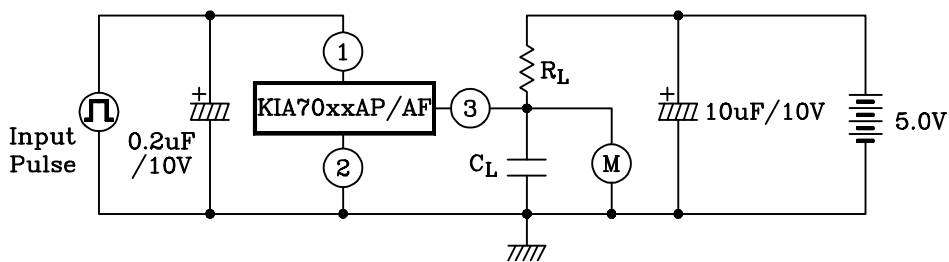 1
KIA70xxAP/AF
3
2
Input
Pulse
0.2uF
/10V
RL
CL
M
10uF/10V
5.0V
+
+